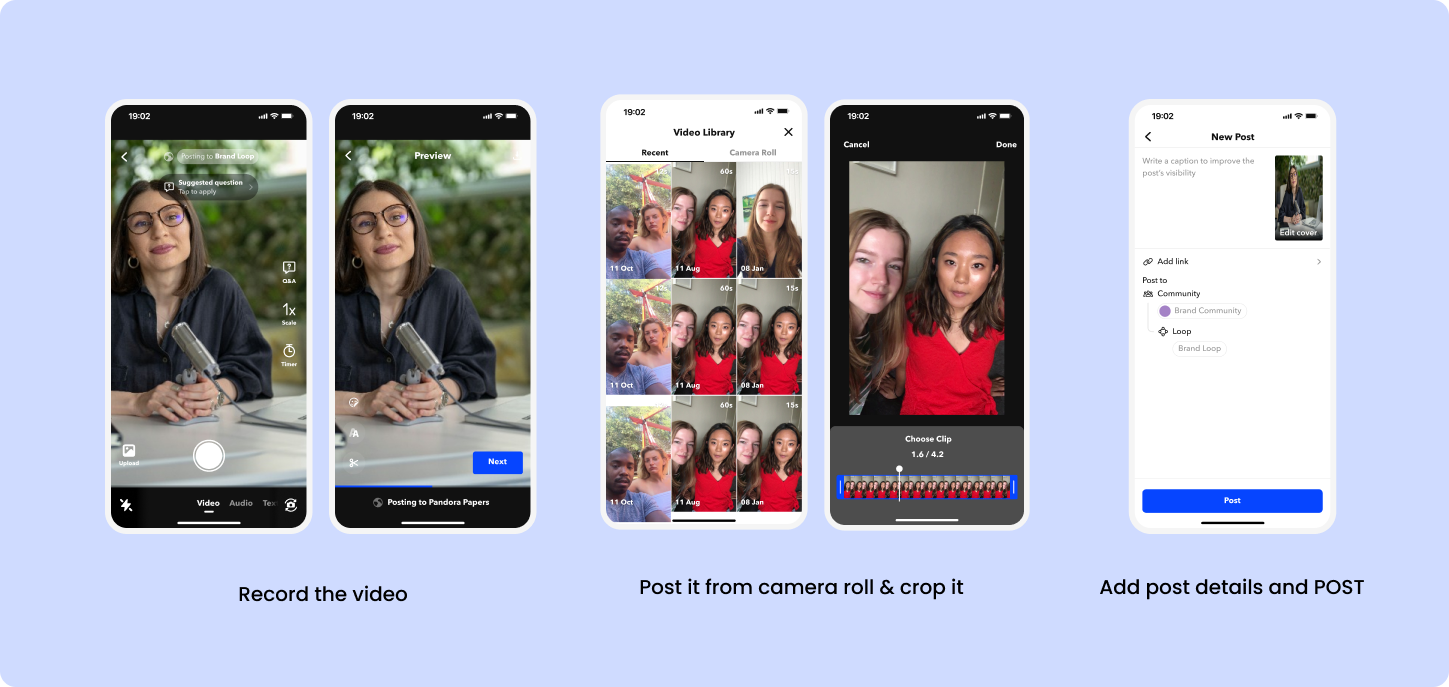 19:02
Posting to Brand Loop
Suggested question
Tap to apply
Q&A
1x
Scale
Timer
Upload
Video Audio Tex
19:02
Preview
A
Next
Posting to Pandora Papers
Record the video
19:02
Video Library
Recent Camera Roll
12s 60s 15s
11 Oct 11 Aug 08 Jan
12s 60s 15s
11 Oct 11 Aug 08 Jan
60s 15s
11 Oct 11 Aug 08 Jan
19:02
Cancel Done
Choose Clip
1.6 / 4.2
Post it from camera roll & crop it
19:02
New Post
Write a caption to improve the
post's visibility
Edit cover
Add link
Post to
Community
Brand Community
Loop
Brand Loop
Post
Add post details and POST